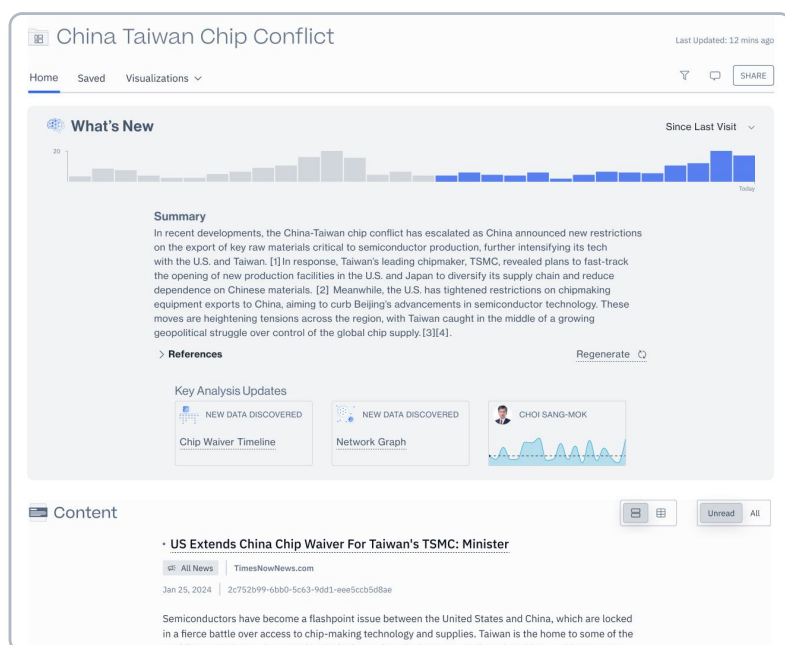 China Taiwan Chip Conflict
Last Updated: 12 mins ago
Home Saved Visualizations
SHARE
What's New
Since Last Visit
20
Today
Summary
In recent developments, the China-Taiwan chip conflict has escalated as China announced new restrictions
on the export of key raw materials critical to semiconductor production, further intensifying its tech
with the U.S. and Taiwan. [1] In response, Taiwan's leading chipmaker, TSMC, revealed plans to fast-track
the opening of new production facilities in the U.S. and Japan to diversify its supply chain and reduce
dependence on Chinese materials. [2] Meanwhile, the U.S. has tightened restrictions on chipmaking
equipment exports to China, aiming to curb Beijing's advancements in semiconductor technology. These
moves are heightening tensions across the region, with Taiwan caught in the middle of a growing
geopolitical struggle over control of the global chip supply. [3][4].
References
Regenerate
Key Analysis Updates
NEW DATA DISCOVERED
Chip Waiver Timeline
NEW DATA DISCOVERED
Network Graph
CHOI SANG-MOK
Content
Unread All
• US Extends China Chip Waiver For Taiwan's TSMC: Minister
All News TimesNowNews.com
Jan 25, 2024 2c752b99-6bb0-5c63-9dd1-eee5ccb5d8ae
Semiconductors have become a flashpoint issue between the United States and China, which are locked
in a fierce battle over access to chip-making technology and supplies. Taiwan is the home to some of the